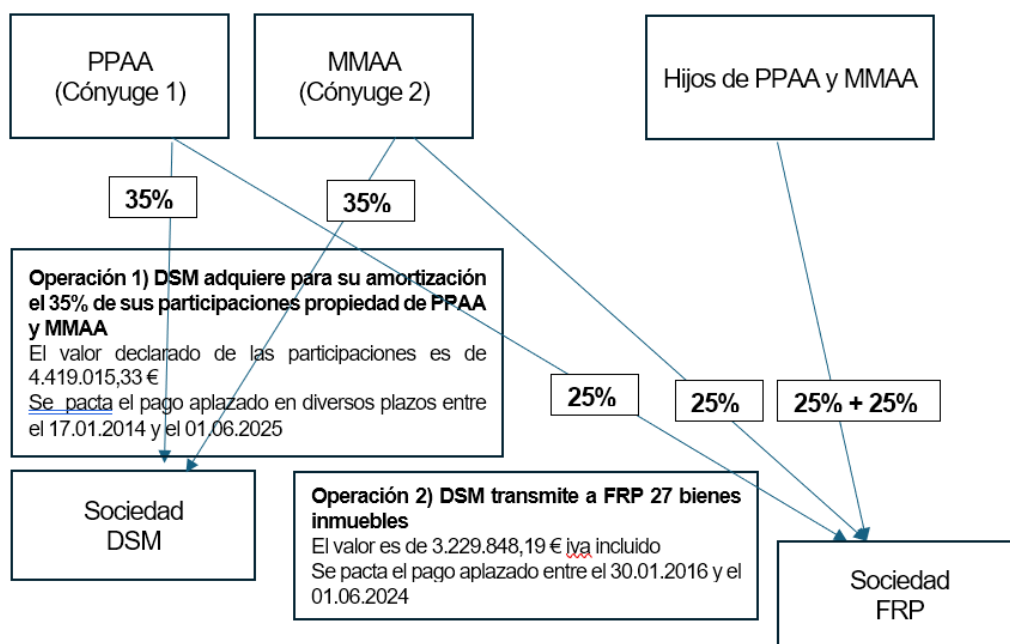 PPAA
(Cónyuge 1)
MMAA
(Cónyuge 2)
Hijos de PPAA y MMAA
35%
35%
Operación 1) DSM adquiere para su amortización
el 35% de sus participaciones propiedad de PPAA
y MMAA
El valor declarado de las participaciones es de
4.419.015,33 €
Se pacta el pago aplazado en diversos plazos entre
el 17.01.2014 y el 01.06.2025
25%
25%
25% + 25%
Sociedad
DSM
Operación 2) DSM transmite a FRP 27 bienes
inmuebles
El valor es de 3.229.848,19 € iva incluido
Se pacta el pago aplazado entre el 30.01.2016 y el
01.06.2024
Sociedad
FRP